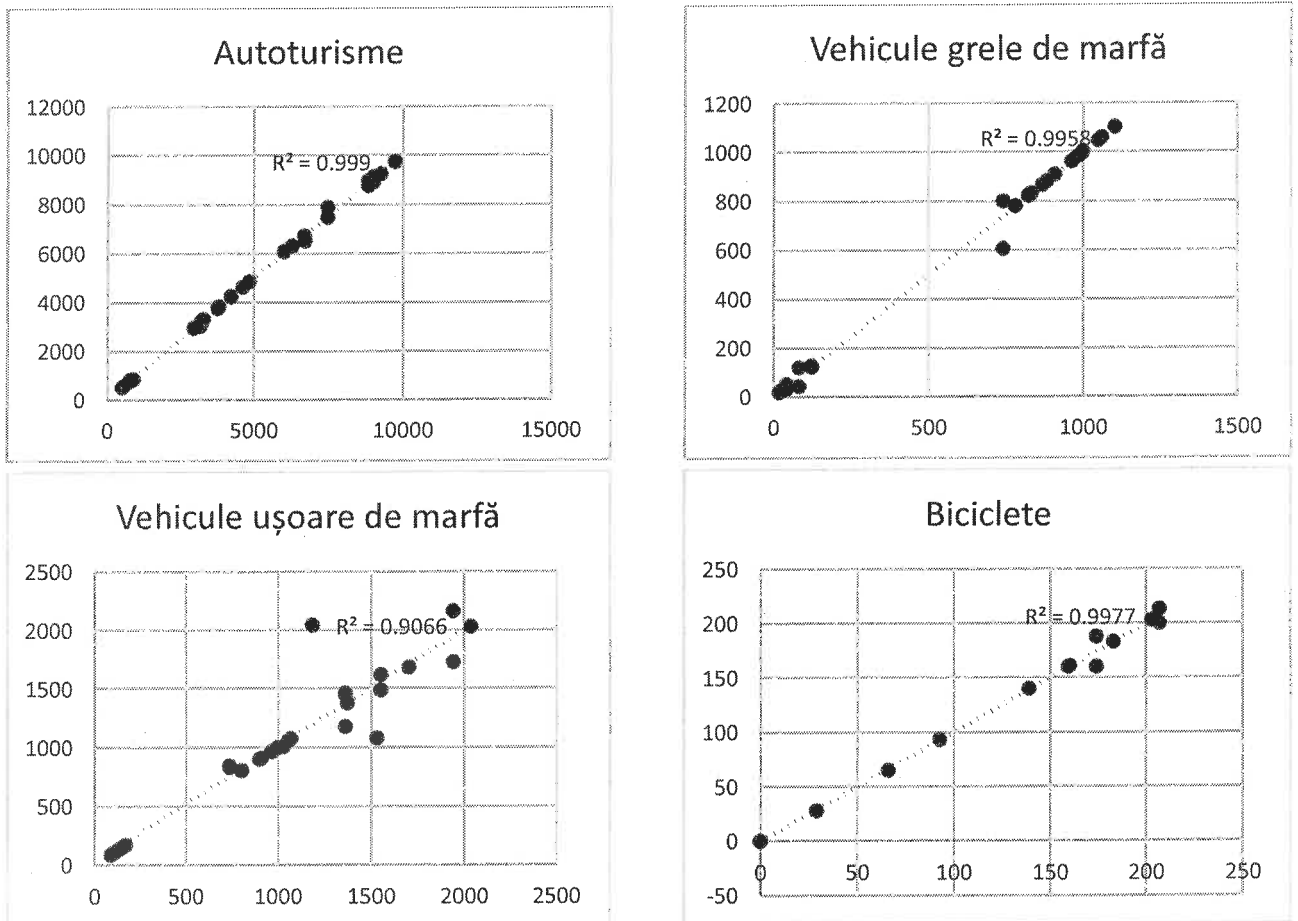 Autoturisme
12000
10000
8000
6000
4000
2000
0
R² = 0.999
0 5000 10000 15000
Vehicule grele de marfă
1200
1000
800
600
400
200
0
R² = 0.9958
0 500 1000 1500
Vehicule ușoare de marfă
2500
2000
1500
1000
500
0
R² = 0.9066
0 500 1000 1500 2000 2500
Biciclete
250
200
150
100
50
0
-50
R² = 0.9977
0 50 100 150 200 250